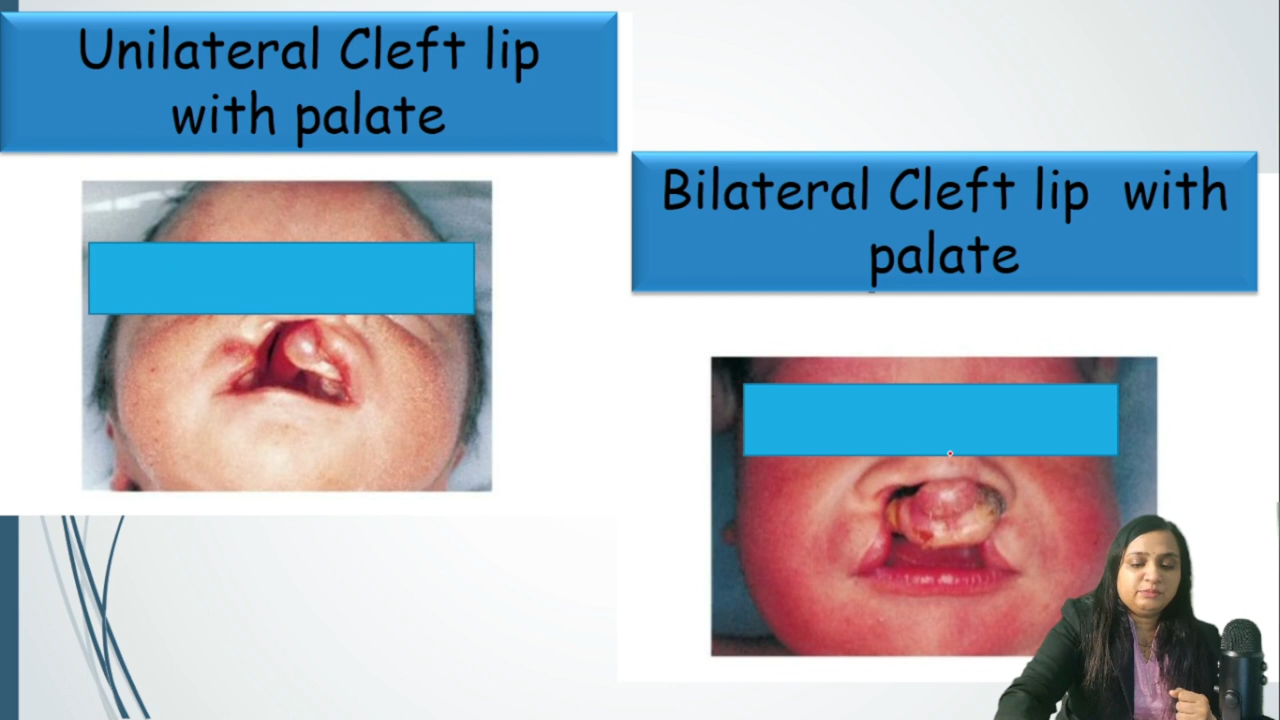 Unilateral Cleft lip
with palate
Bilateral Cleft lip with
palate